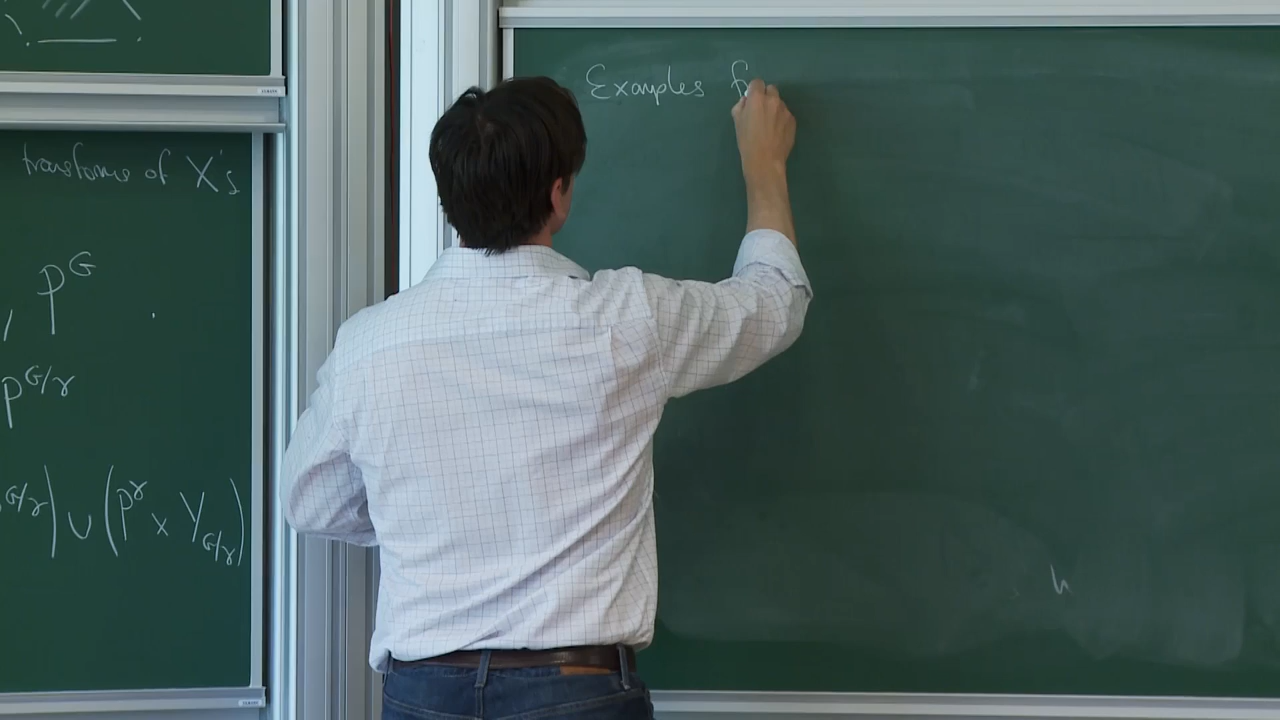 transforms of X's
, P^G
P^{G/γ}
^{G/γ}) ∪ (P^γ × Y_{G/γ})
Examples f
h